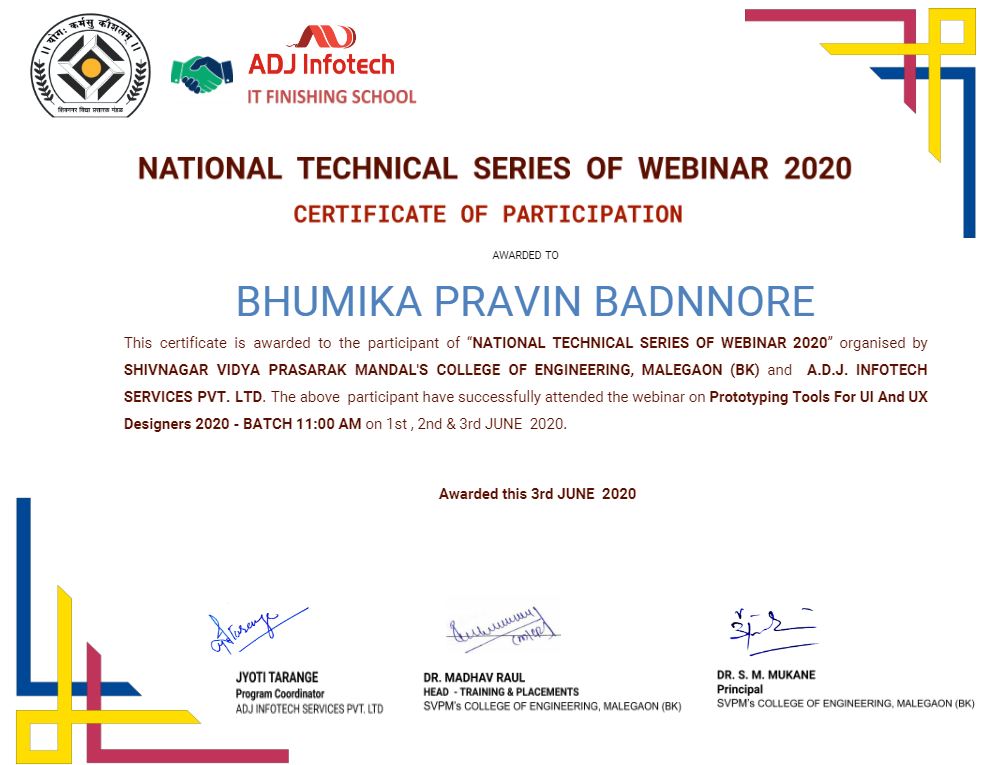 ।। योगः कर्मसु कौशलम् ।।
शिवनगर विद्या प्रसारक मंडळ
ADJ Infotech
IT FINISHING SCHOOL
NATIONAL TECHNICAL SERIES OF WEBINAR 2020
CERTIFICATE OF PARTICIPATION
AWARDED TO
BHUMIKA PRAVIN BADNNORE
This certificate is awarded to the participant of “NATIONAL TECHNICAL SERIES OF WEBINAR 2020” organised by
SHIVNAGAR VIDYA PRASARAK MANDAL'S COLLEGE OF ENGINEERING, MALEGAON (BK) and A.D.J. INFOTECH
SERVICES PVT. LTD. The above participant have successfully attended the webinar on Prototyping Tools For UI And UX
Designers 2020 - BATCH 11:00 AM on 1st , 2nd & 3rd JUNE 2020.
Awarded this 3rd JUNE 2020
JYOTI TARANGE
Program Coordinator
ADJ INFOTECH SERVICES PVT. LTD
DR. MADHAV RAUL
HEAD - TRAINING & PLACEMENTS
SVPM's COLLEGE OF ENGINEERING, MALEGAON (BK)
DR. S. M. MUKANE
Principal
SVPM's COLLEGE OF ENGINEERING, MALEGAON (BK)